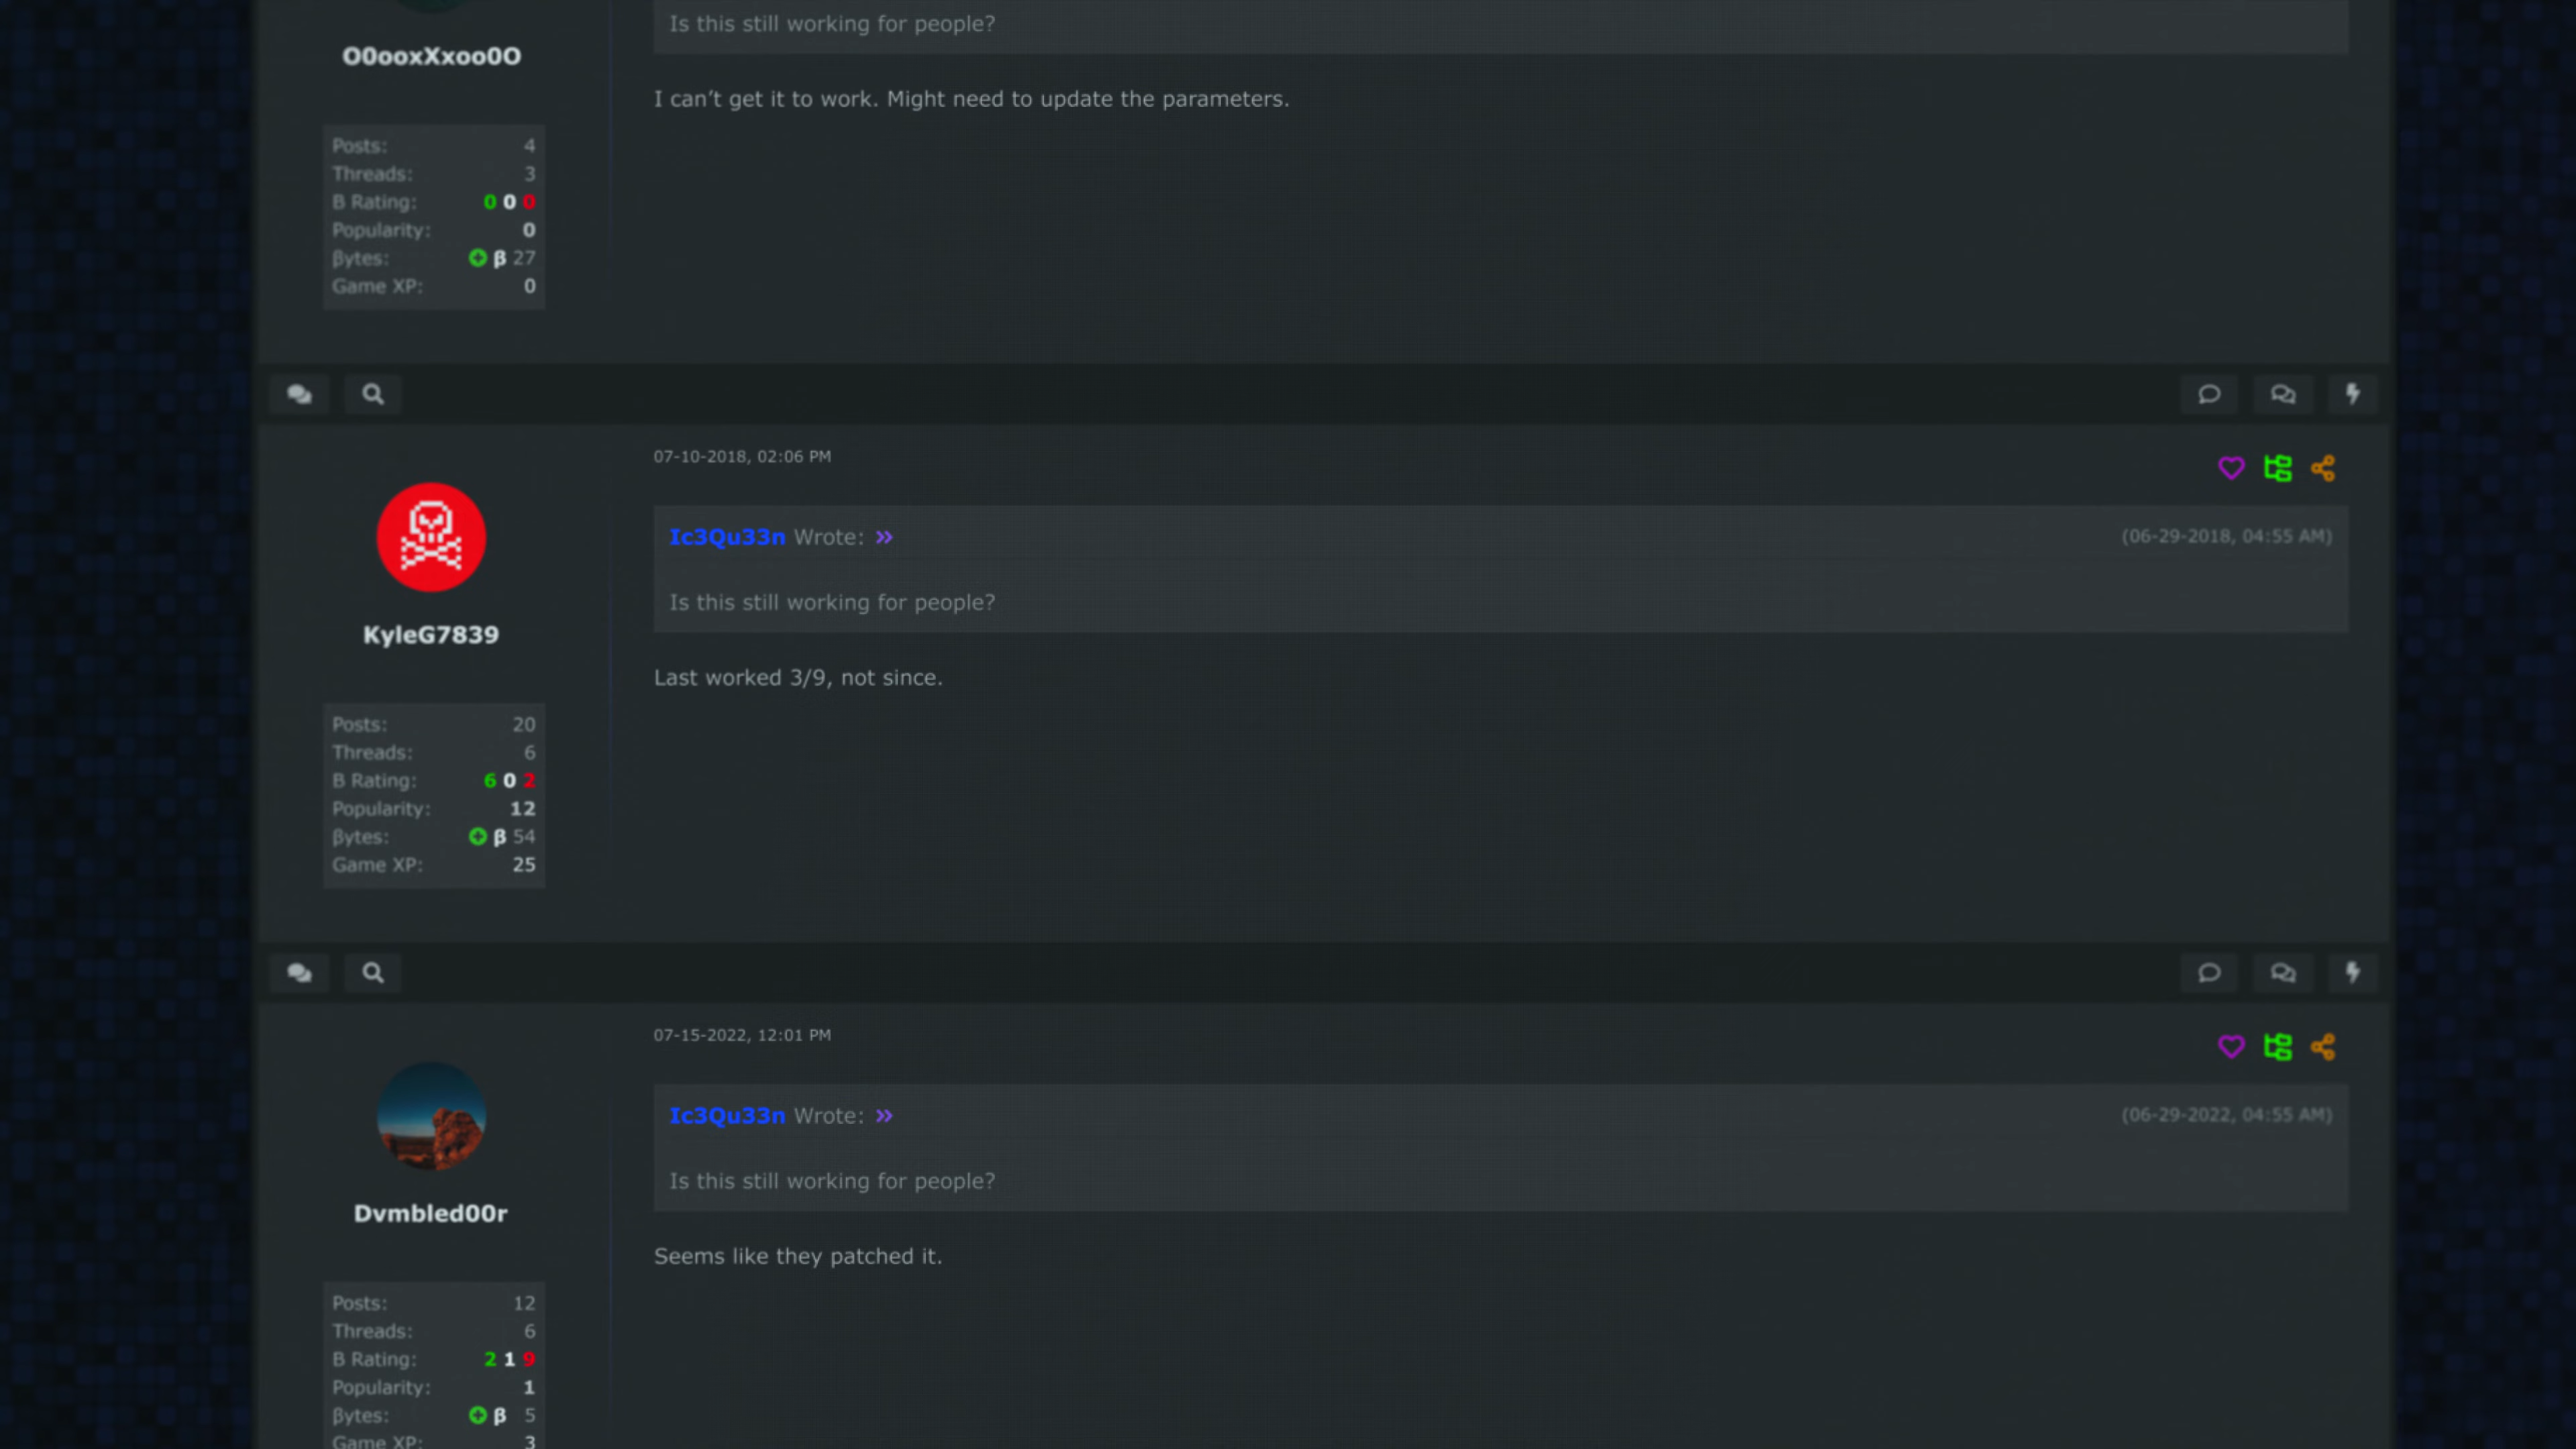 Is this still working for people?
O0ooxXxoo0O
I can’t get it to work. Might need to update the parameters.
Posts: 4
Threads: 3
B Rating: 0 0 0
Popularity: 0
βytes: β 27
Game XP: 0
07-10-2018, 02:06 PM
Ic3Qu33n Wrote: »
(06-29-2018, 04:55 AM)
Is this still working for people?
KyleG7839
Last worked 3/9, not since.
Posts: 20
Threads: 6
B Rating: 6 0 2
Popularity: 12
βytes: β 54
Game XP: 25
07-15-2022, 12:01 PM
Ic3Qu33n Wrote: »
(06-29-2022, 04:55 AM)
Is this still working for people?
Dvmbled00r
Seems like they patched it.
Posts: 12
Threads: 6
B Rating: 2 1 9
Popularity: 1
βytes: β 5
Game XP: 3